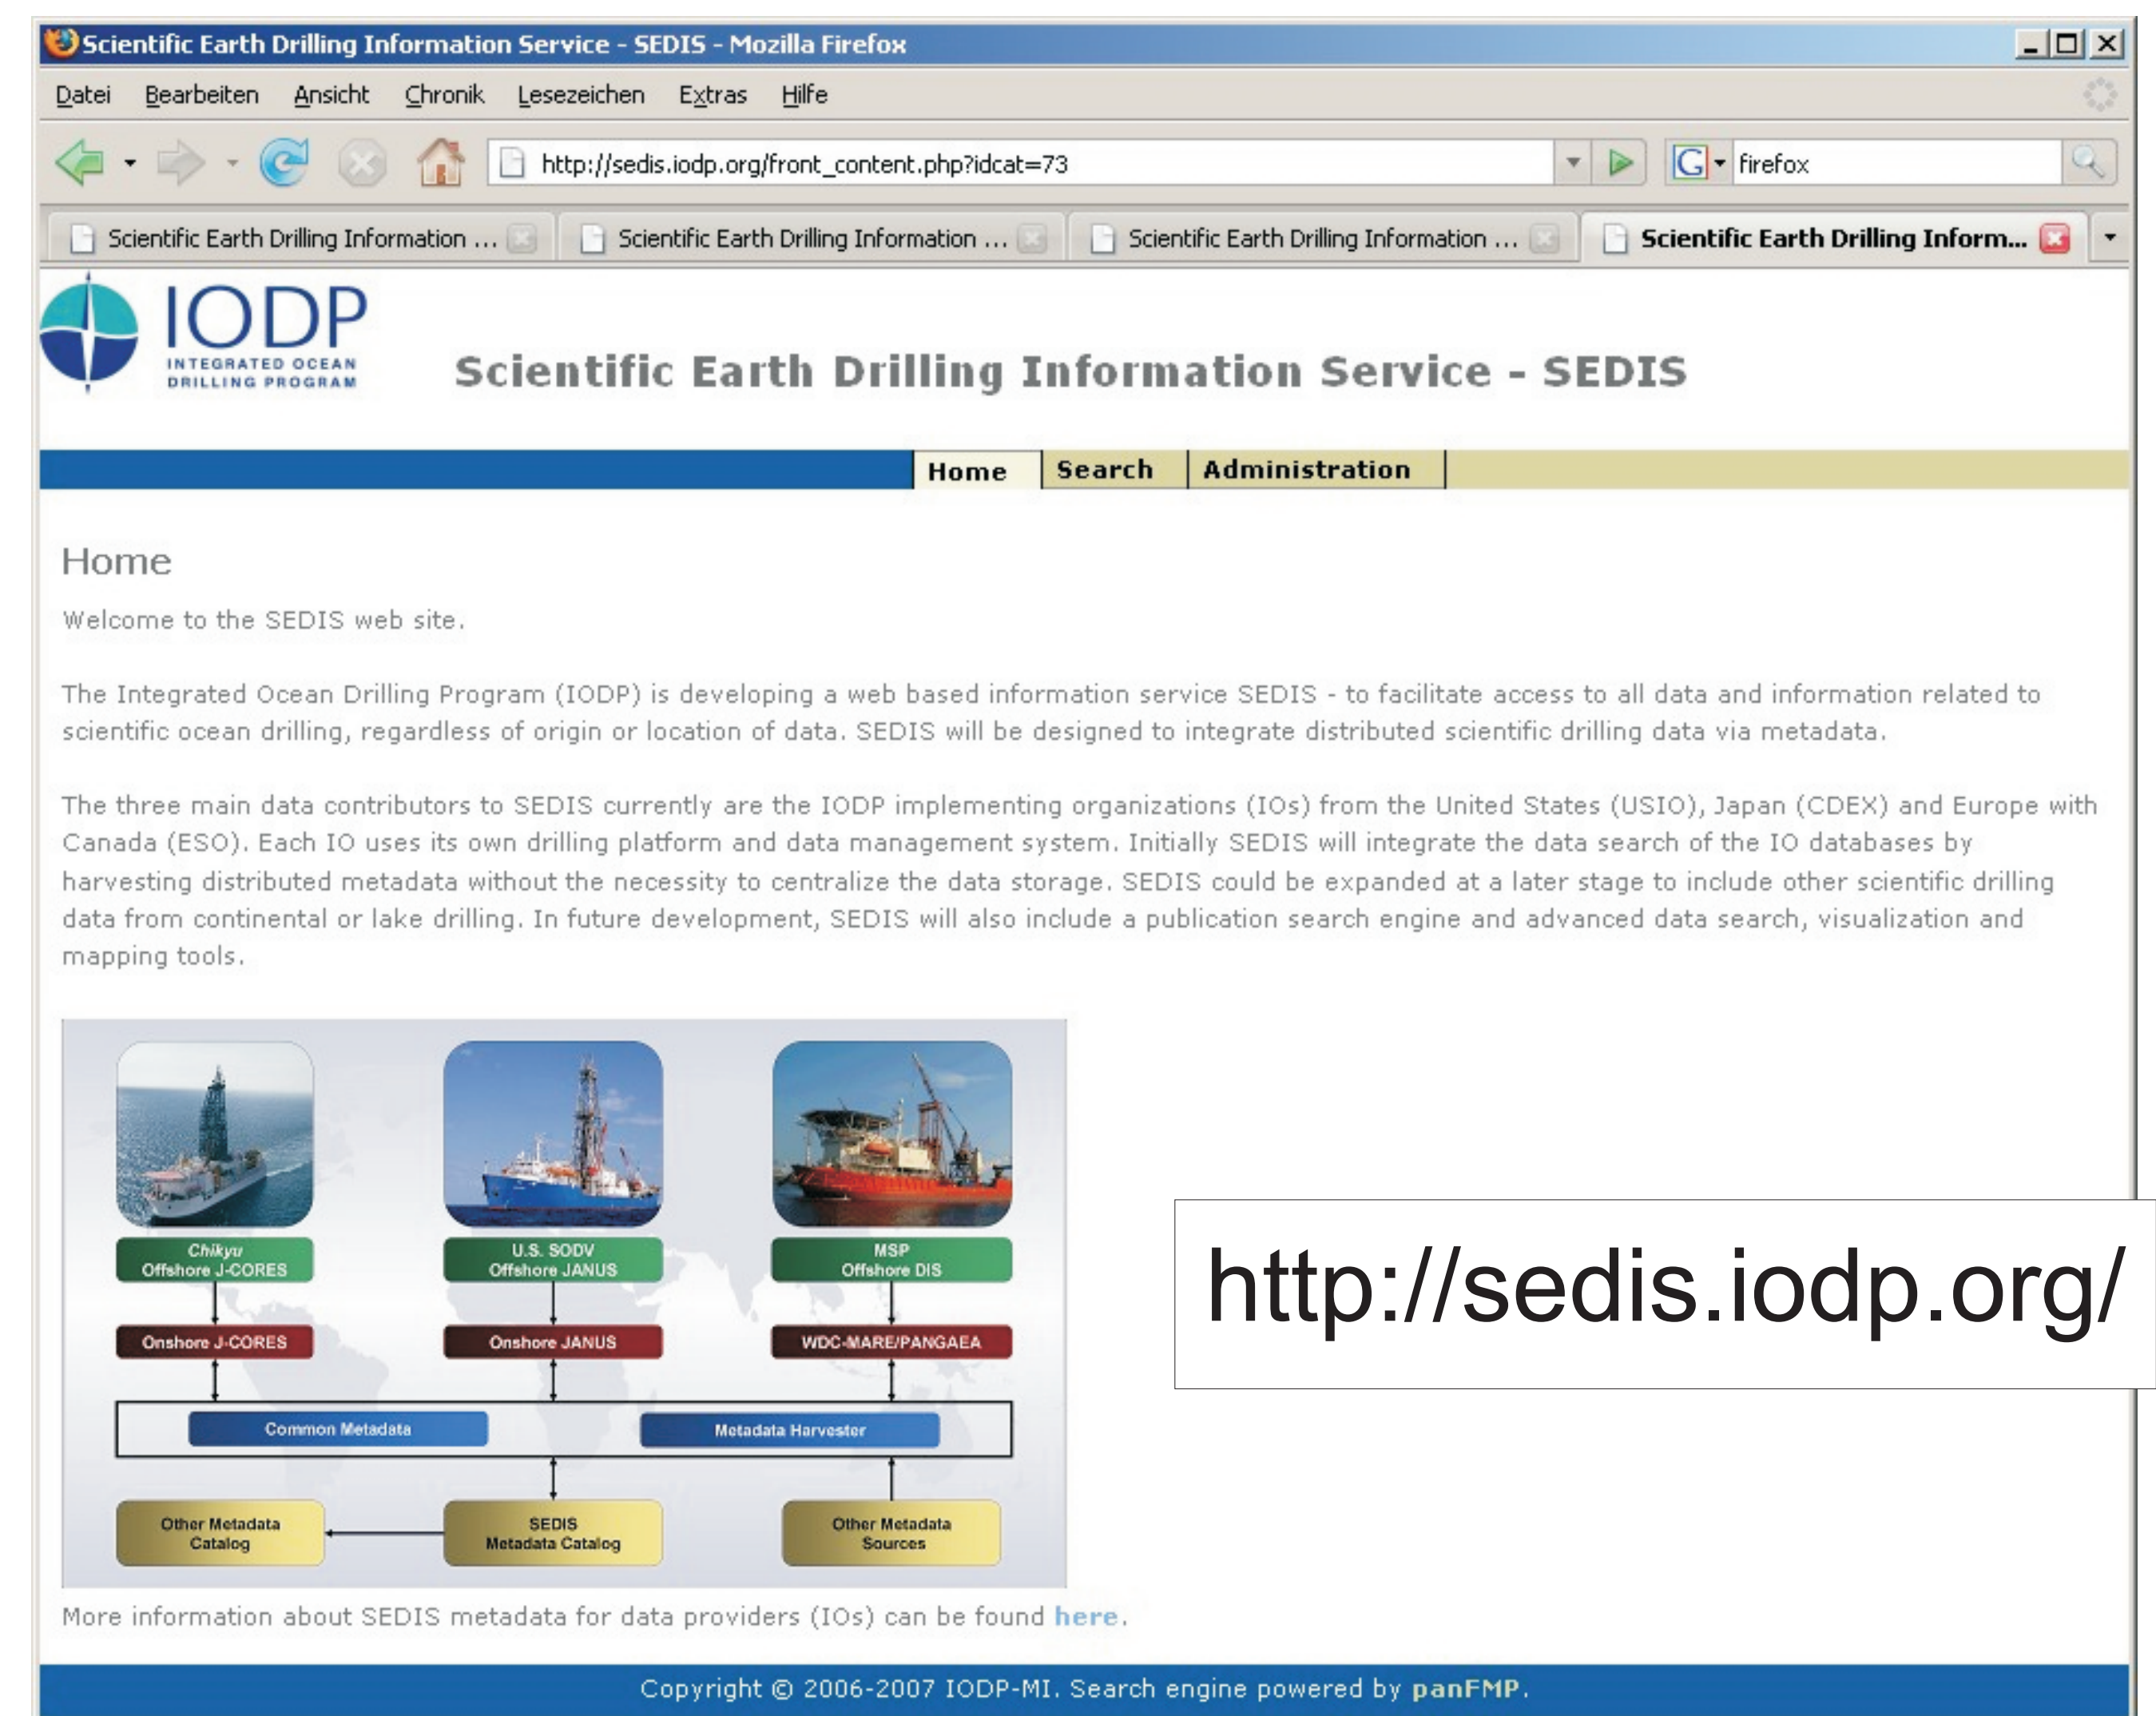 Scientific Earth Drilling Information Service - SEDIS - Mozilla Firefox
Datei Bearbeiten Ansicht Chronik Lesezeichen Extras Hilfe
http://sedis.iodp.org/front_content.php?idcat=73 G firefox
Scientific Earth Drilling Information ... Scientific Earth Drilling Information ... Scientific Earth Drilling Information ... Scientific Earth Drilling Inform...
IODP
INTEGRATED OCEAN
DRILLING PROGRAM
Scientific Earth Drilling Information Service - SEDIS
Home Search Administration
Home
Welcome to the SEDIS web site.
The Integrated Ocean Drilling Program (IODP) is developing a web based information service SEDIS - to facilitate access to all data and information related to
scientific ocean drilling, regardless of origin or location of data. SEDIS will be designed to integrate distributed scientific drilling data via metadata.
The three main data contributors to SEDIS currently are the IODP implementing organizations (IOs) from the United States (USIO), Japan (CDEX) and Europe with
Canada (ESO). Each IO uses its own drilling platform and data management system. Initially SEDIS will integrate the data search of the IO databases by
harvesting distributed metadata without the necessity to centralize the data storage. SEDIS could be expanded at a later stage to include other scientific drilling
data from continental or lake drilling. In future development, SEDIS will also include a publication search engine and advanced data search, visualization and
mapping tools.
Chikyu
Offshore J-CORES
U.S. SODV
Offshore JANUS
MSP
Offshore DIS
Onshore J-CORES
Onshore JANUS
WDC-MARE/PANGAEA
Common Metadata
Metadata Harvester
Other Metadata
Catalog
SEDIS
Metadata Catalog
Other Metadata
Sources
http://sedis.iodp.org/
More information about SEDIS metadata for data providers (IOs) can be found here.
Copyright © 2006-2007 IODP-MI. Search engine powered by panFMP.